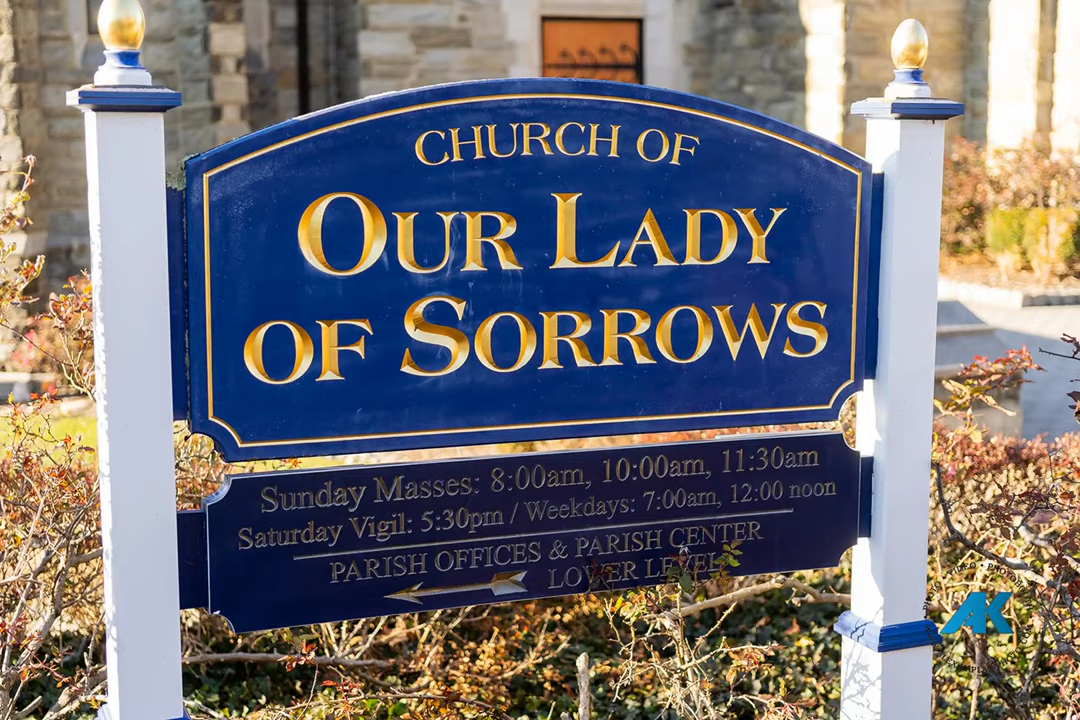 CHURCH OF
OUR LADY
OF SORROWS
Sunday Masses: 8:00am, 10:00am, 11:30am
Saturday Vigil: 5:30pm / Weekdays: 7:00am, 12:00 noon
PARISH OFFICES & PARISH CENTER
LOWER LEVEL
AK